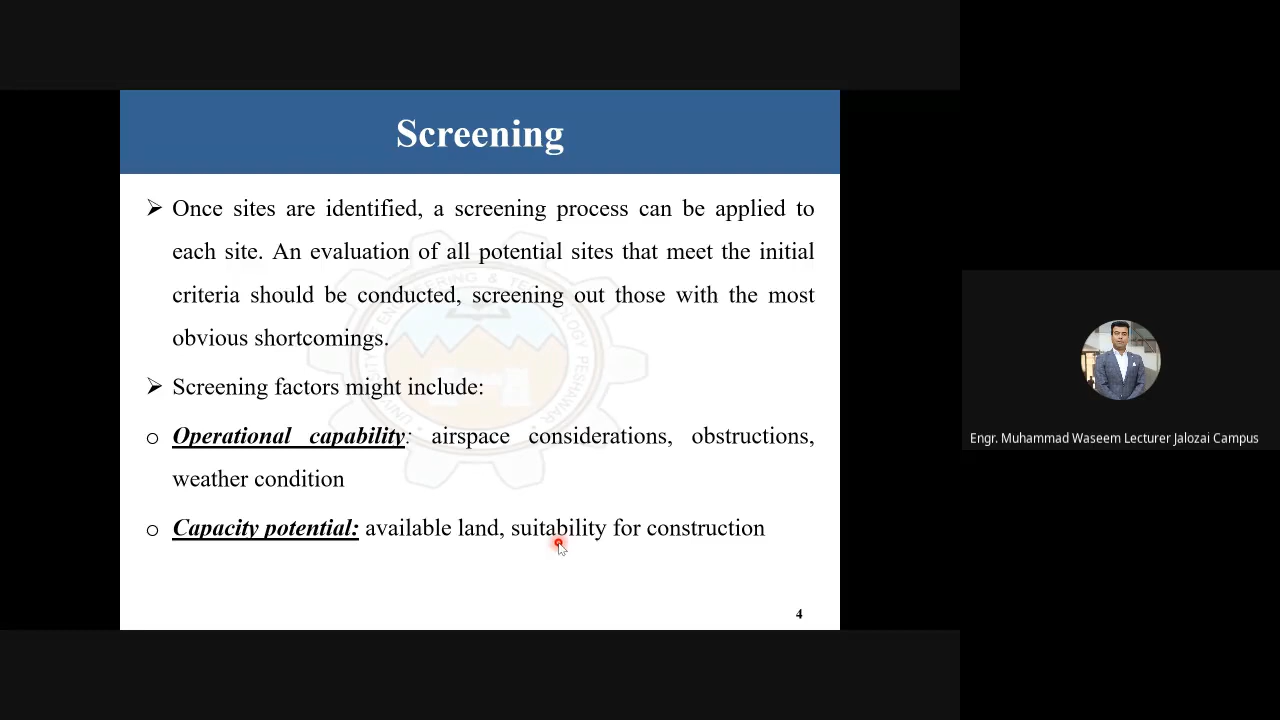 Screening
➢ Once sites are identified, a screening process can be applied to
each site. An evaluation of all potential sites that meet the initial
criteria should be conducted, screening out those with the most
obvious shortcomings.
➢ Screening factors might include:
o Operational capability: airspace considerations, obstructions,
weather condition
o Capacity potential: available land, suitability for construction
4
Engr. Muhammad Waseem Lecturer Jalozai Campus